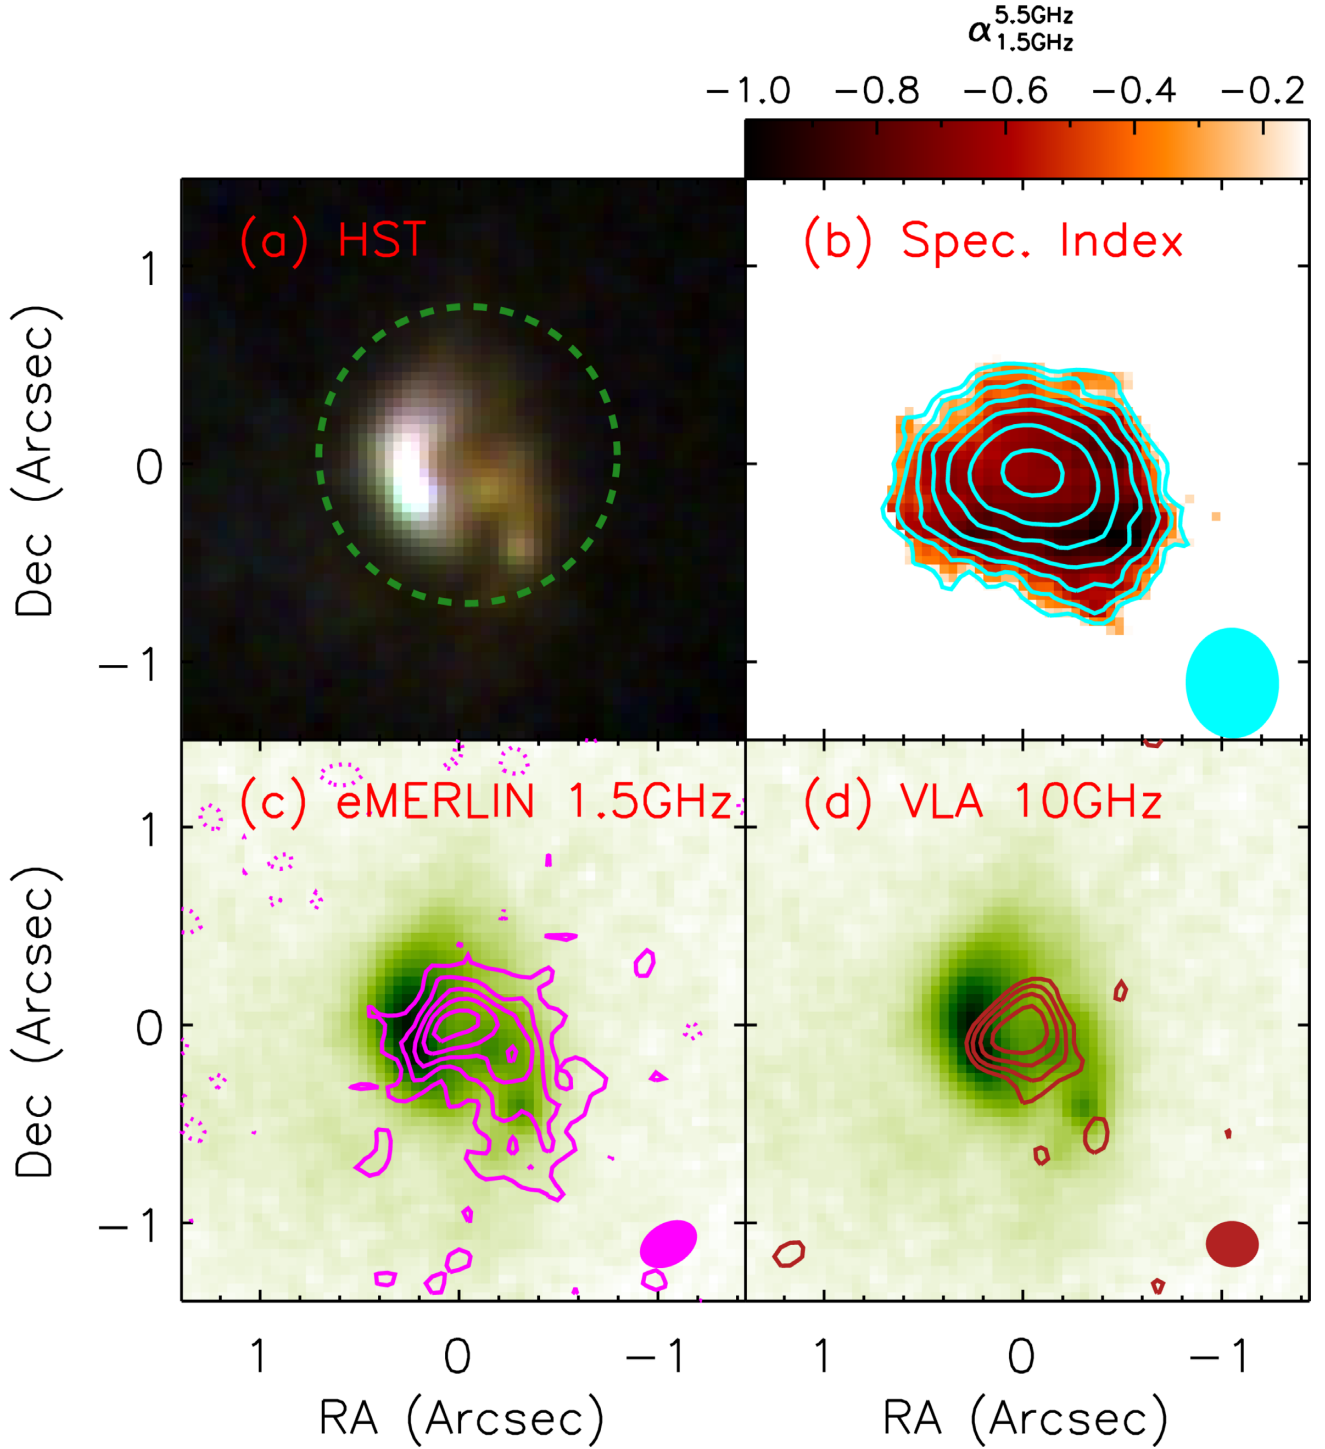 α 5.5GHz
1.5GHz
−1.0 −0.8 −0.6 −0.4 −0.2
(a) HST
(b) Spec. Index
1
0
−1
Dec (Arcsec)
(c) eMERLIN 1.5GHz
(d) VLA 10GHz
1
0
−1
Dec (Arcsec)
1 0 −1
1 0 −1
RA (Arcsec)
RA (Arcsec)